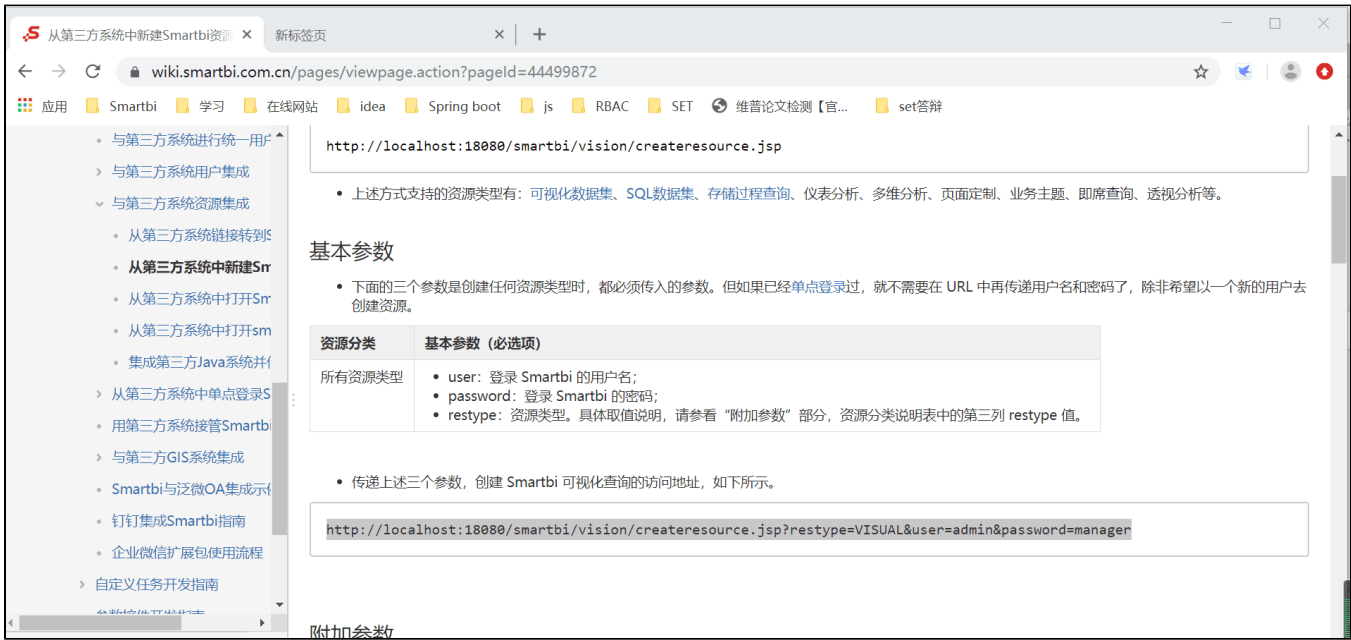 从第三方系统中新建Smartbi资源
新标签页
wiki.smartbi.com.cn/pages/viewpage.action?pageId=44499872
应用 Smartbi 学习 在线网站 idea Spring boot js RBAC SET 维普论文检测【官... set答辩
与第三方系统进行统一用户
与第三方系统用户集成
与第三方系统资源集成
从第三方系统链接转到S
从第三方系统中新建Sm
从第三方系统中打开Sm
从第三方系统中打开sm
集成第三方Java系统并传
从第三方系统中单点登录S
用第三方系统接管Smartbi
与第三方GIS系统集成
Smartbi与泛微OA集成示例
钉钉集成Smartbi指南
企业微信扩展包使用流程
自定义任务开发指南
参数控件开发指南
http://localhost:18080/smartbi/vision/createresource.jsp
上述方式支持的资源类型有：可视化数据集、SQL数据集、存储过程查询、仪表分析、多维分析、页面定制、业务主题、即席查询、透视分析等。
基本参数
下面的三个参数是创建任何资源类型时，都必须传入的参数。但如果已经单点登录过，就不需要在 URL 中再传递用户名和密码了，除非希望以一个新的用户去
创建资源。
资源分类 基本参数（必选项）
所有资源类型
user：登录 Smartbi 的用户名；
password：登录 Smartbi 的密码；
restype：资源类型。具体取值说明，请参看“附加参数”部分，资源分类说明表中的第三列 restype 值。
传递上述三个参数，创建 Smartbi 可视化查询的访问地址，如下所示。
http://localhost:18080/smartbi/vision/createresource.jsp?restype=VISUAL&user=admin&password=manager
附加参数